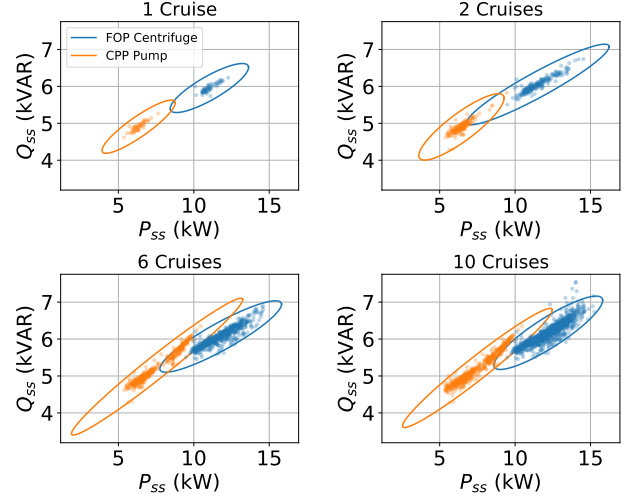 1 Cruise
2 Cruises
FOP Centrifuge
CPP Pump
Q_ss (kVAR)
7
6
5
4
5 10 15
P_ss (kW)
Q_ss (kVAR)
7
6
5
4
5 10 15
P_ss (kW)
6 Cruises
10 Cruises
Q_ss (kVAR)
7
6
5
4
5 10 15
P_ss (kW)
Q_ss (kVAR)
7
6
5
4
5 10 15
P_ss (kW)